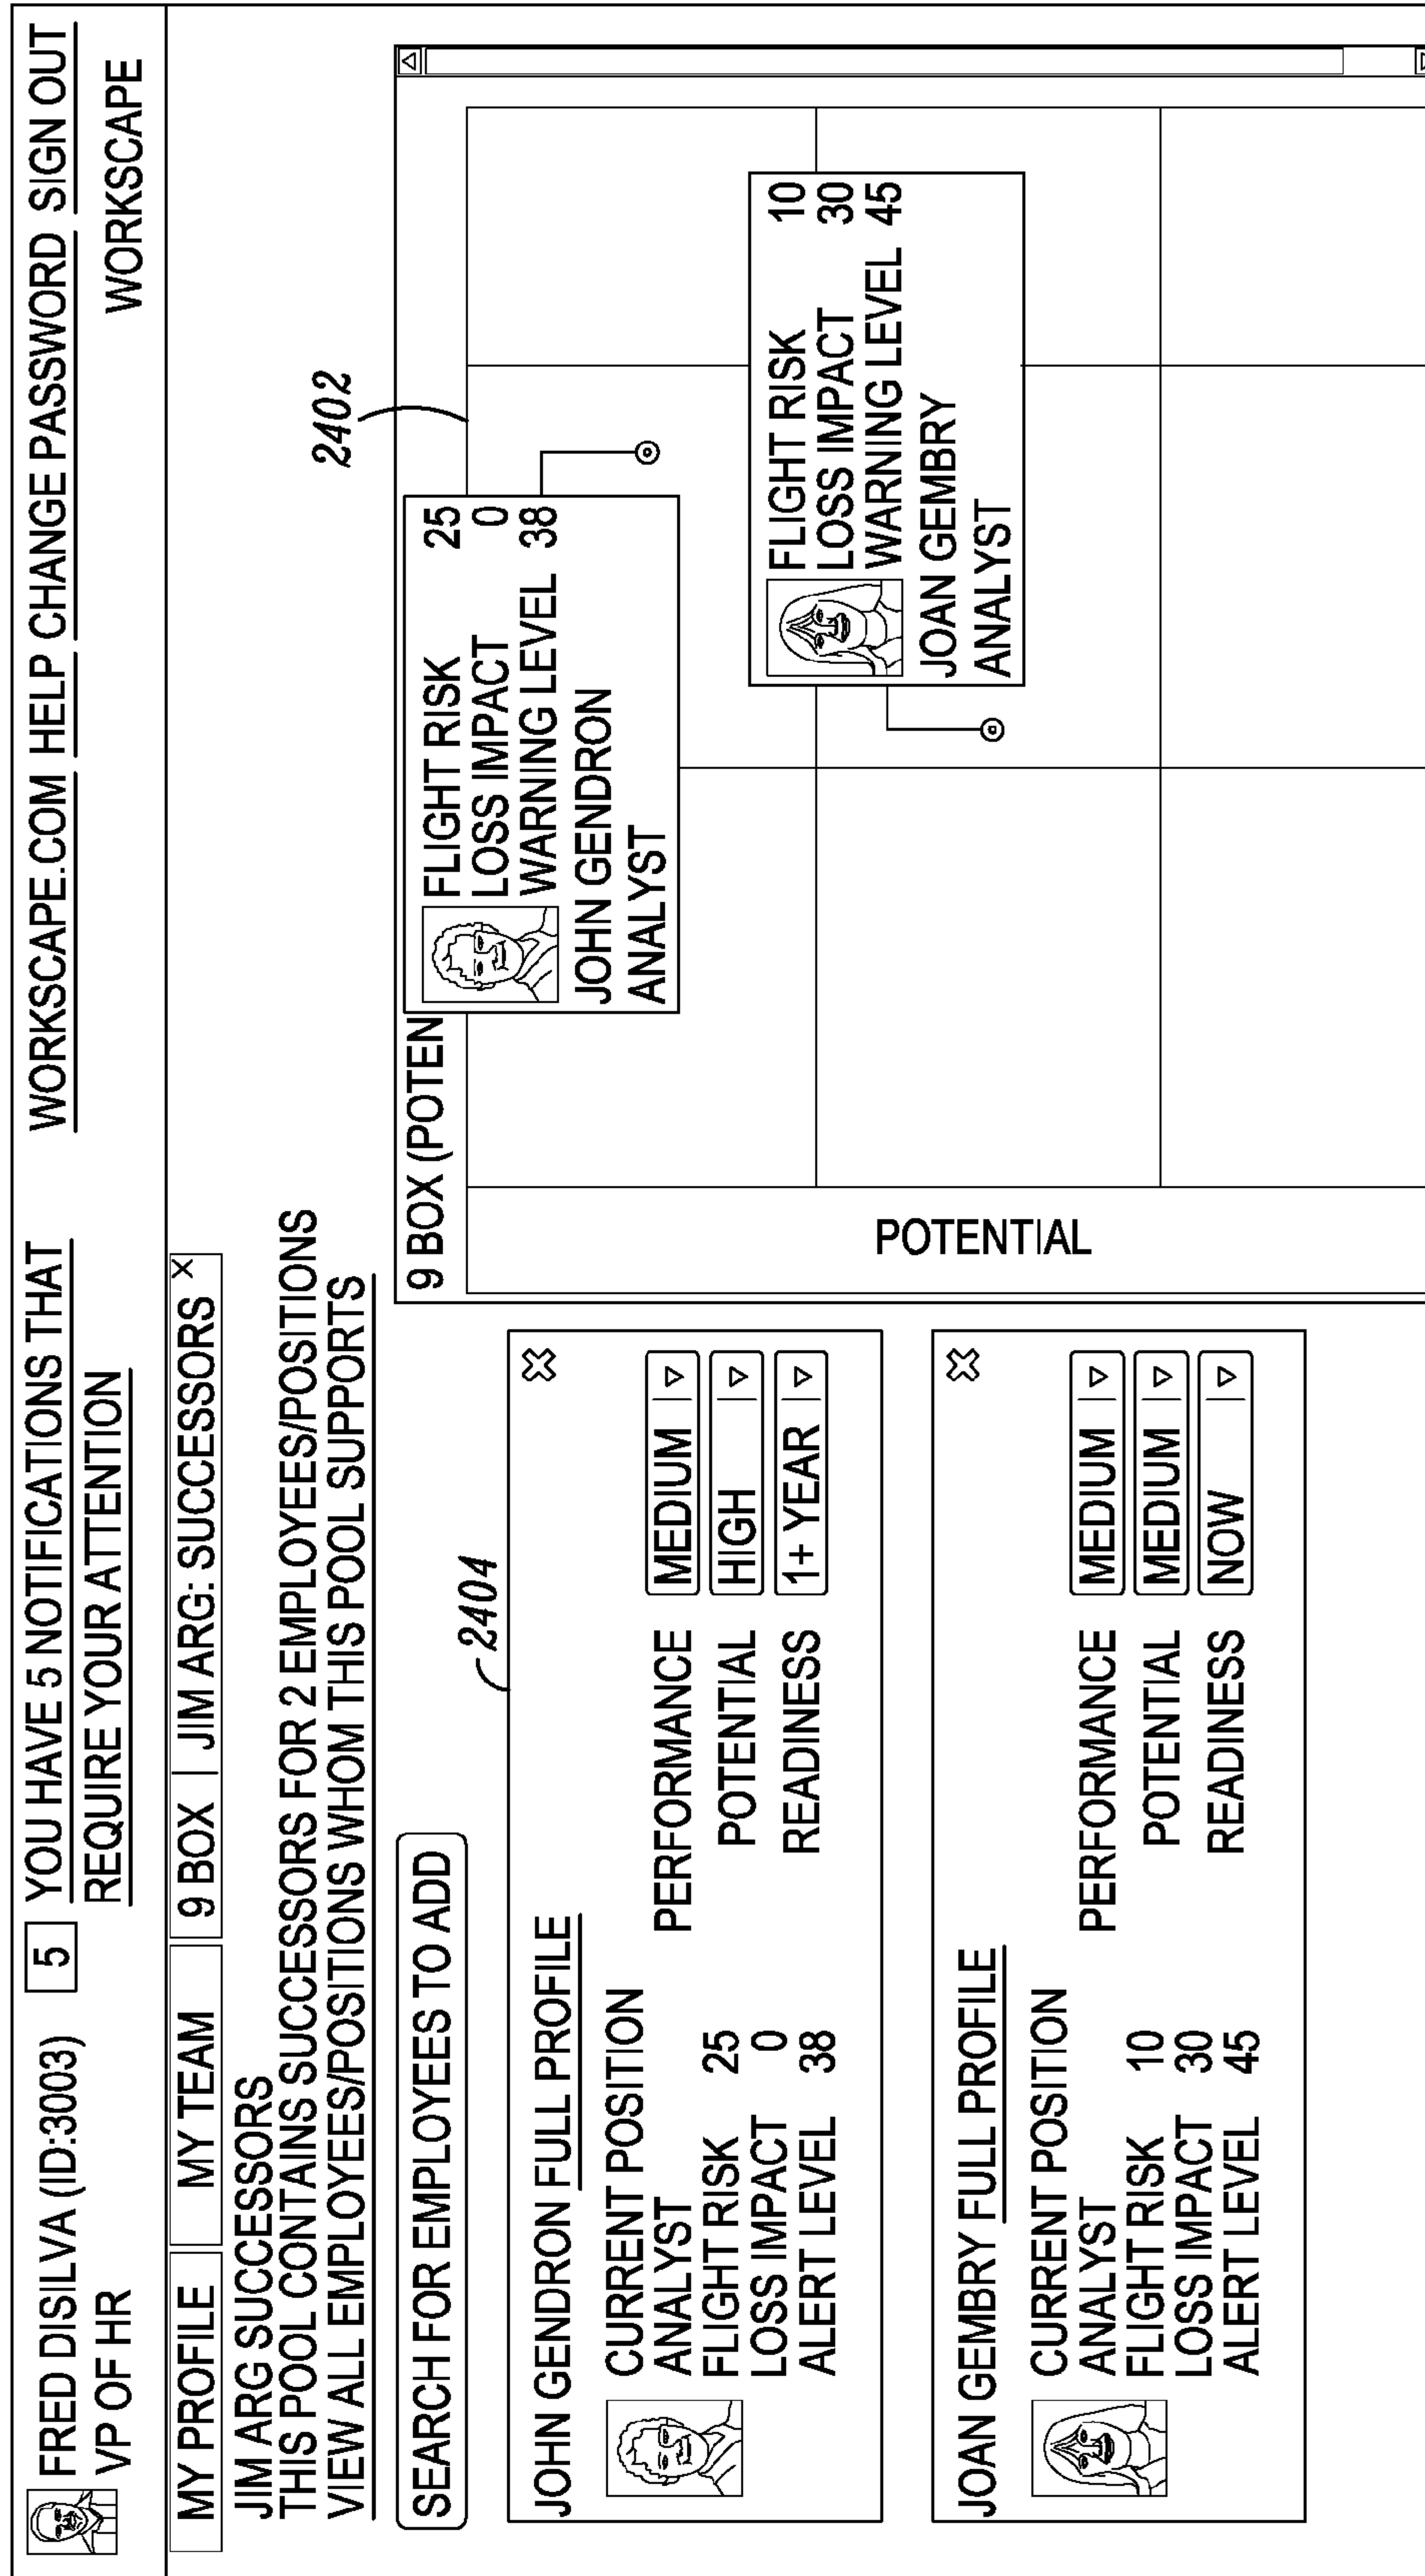 FRED DISILVA (ID:3003)
VP OF HR
5 YOU HAVE 5 NOTIFICATIONS THAT
REQUIRE YOUR ATTENTION
WORKSCAPE.COM HELP CHANGE PASSWORD SIGN OUT
WORKSCAPE
MY PROFILE MY TEAM 9 BOX | JIM ARG: SUCCESSORS X
JIM ARG SUCCESSORS
THIS POOL CONTAINS SUCCESSORS FOR 2 EMPLOYEES/POSITIONS
VIEW ALL EMPLOYEES/POSITIONS WHOM THIS POOL SUPPORTS
SEARCH FOR EMPLOYEES TO ADD
2404
JOHN GENDRON FULL PROFILE
CURRENT POSITION
ANALYST
FLIGHT RISK 25
LOSS IMPACT 0
ALERT LEVEL 38
PERFORMANCE MEDIUM
POTENTIAL HIGH
READINESS 1+ YEAR
JOAN GEMBRY FULL PROFILE
CURRENT POSITION
ANALYST
FLIGHT RISK 10
LOSS IMPACT 30
ALERT LEVEL 45
PERFORMANCE MEDIUM
POTENTIAL MEDIUM
READINESS NOW
2402
9 BOX (POTEN
POTENTIAL
FLIGHT RISK 25
LOSS IMPACT 0
WARNING LEVEL 38
JOHN GENDRON
ANALYST
FLIGHT RISK 10
LOSS IMPACT 30
WARNING LEVEL 45
JOAN GEMBRY
ANALYST